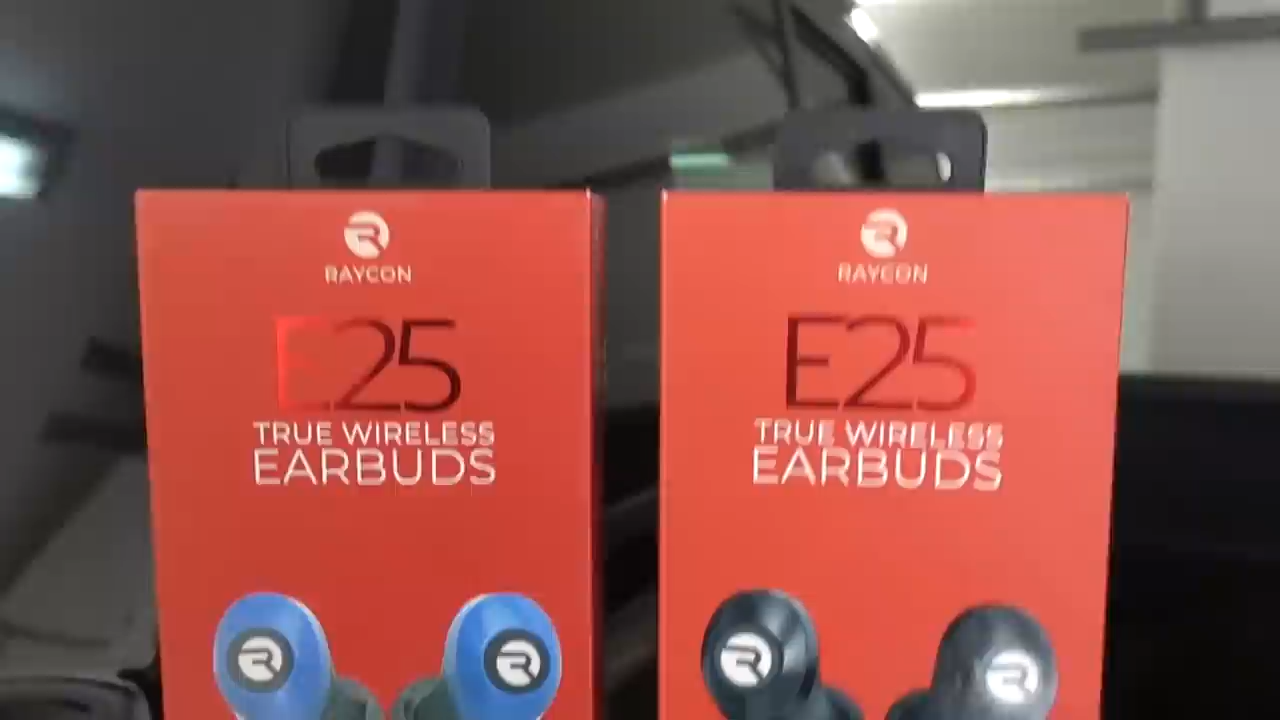 RAYCON
E25
TRUE WIRELESS
EARBUDS
RAYCON
E25
TRUE WIRELESS
EARBUDS